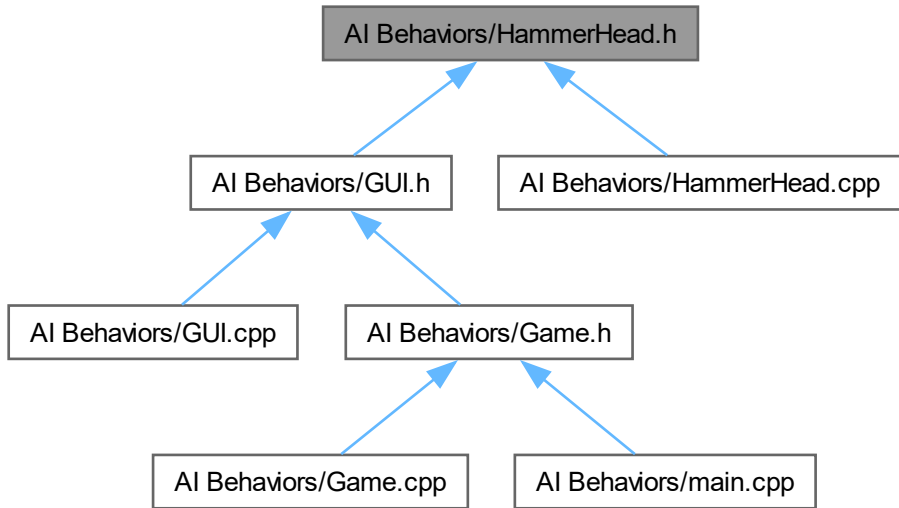 AI Behaviors/HammerHead.h
AI Behaviors/GUI.h
AI Behaviors/HammerHead.cpp
AI Behaviors/GUI.cpp
AI Behaviors/Game.h
AI Behaviors/Game.cpp
AI Behaviors/main.cpp